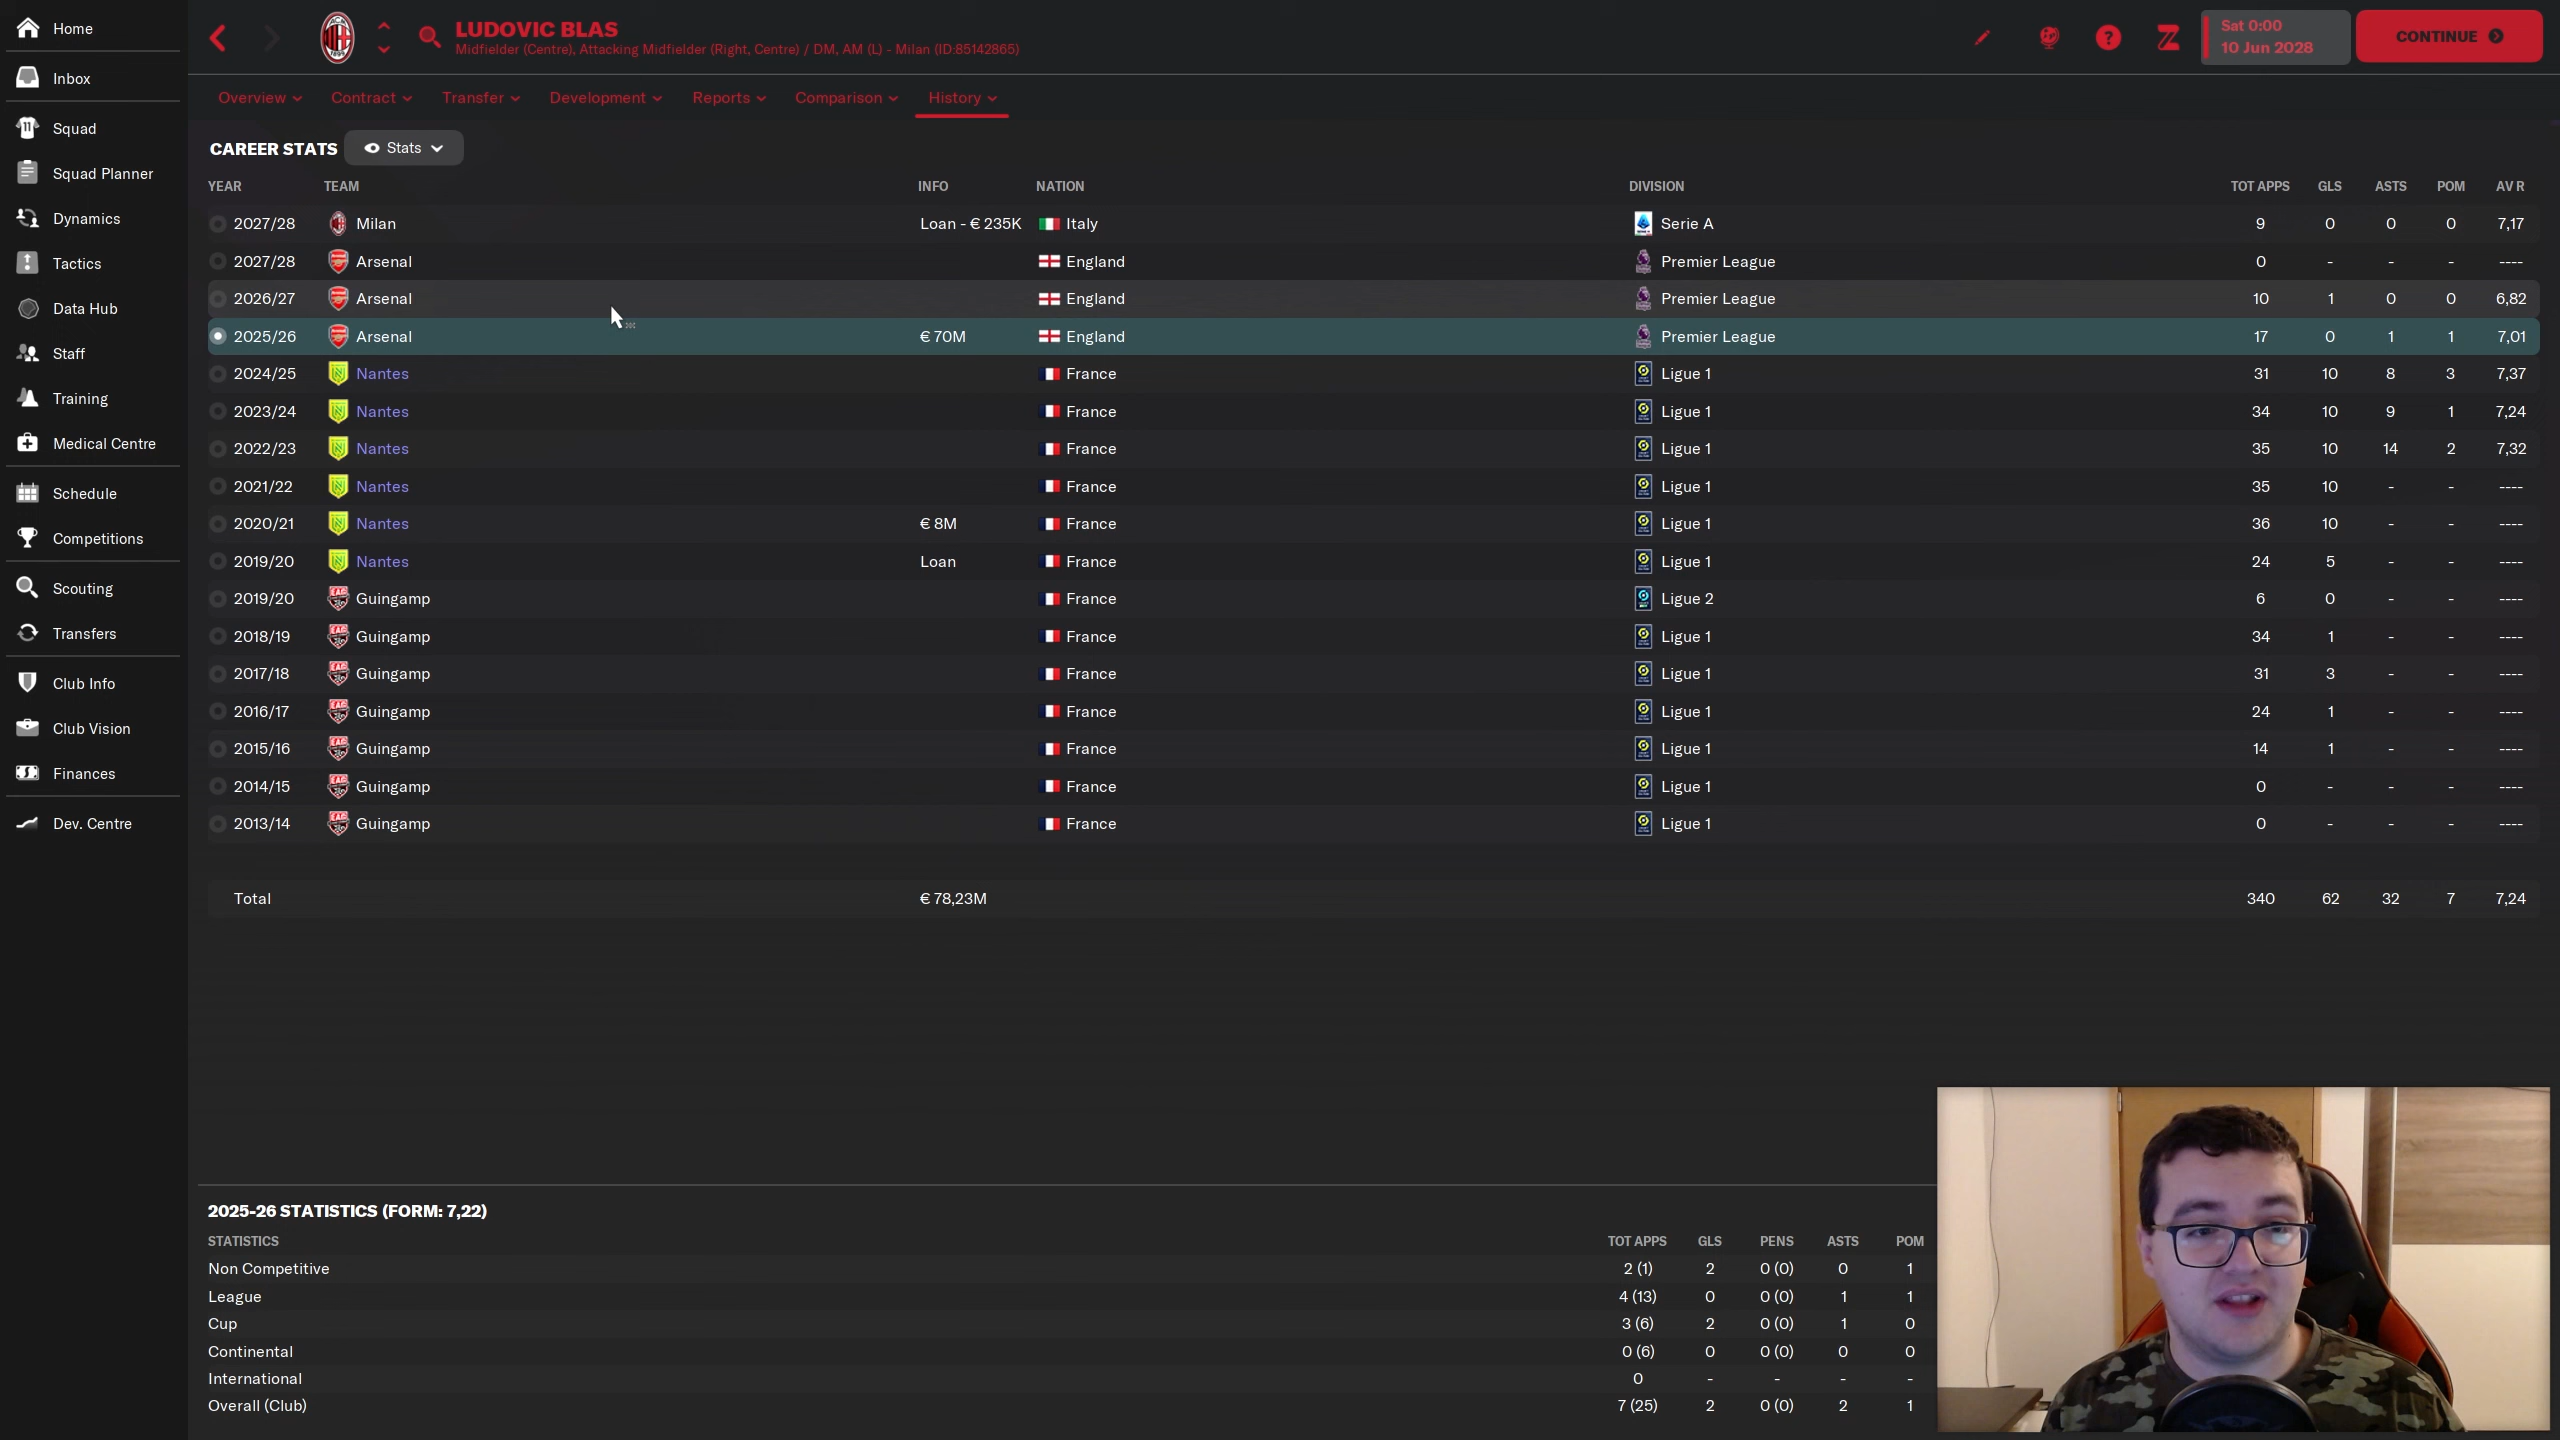 Home
Inbox
Squad
Squad Planner
Dynamics
Tactics
Data Hub
Staff
Training
Medical Centre
Schedule
Competitions
Scouting
Transfers
Club Info
Club Vision
Finances
Dev. Centre
LUDOVIC BLAS
Midfielder (Centre), Attacking Midfielder (Right, Centre) / DM, AM (L) - Milan (ID:85142865)
Sat 0:00
10 Jun 2028
CONTINUE
Overview Contract Transfer Development Reports Comparison History
CAREER STATS Stats
YEAR TEAM INFO NATION DIVISION TOT APPS GLS ASTS POM AV R
2027/28 Milan Loan - € 235K Italy Serie A 9 0 0 0 7,17
2027/28 Arsenal England Premier League 0 - - - ----
2026/27 Arsenal England Premier League 10 1 0 0 6,82
2025/26 Arsenal € 70M England Premier League 17 0 1 1 7,01
2024/25 Nantes France Ligue 1 31 10 8 3 7,37
2023/24 Nantes France Ligue 1 34 10 9 1 7,24
2022/23 Nantes France Ligue 1 35 10 14 2 7,32
2021/22 Nantes France Ligue 1 35 10 - - ----
2020/21 Nantes € 8M France Ligue 1 36 10 - - ----
2019/20 Nantes Loan France Ligue 1 24 5 - - ----
2019/20 Guingamp France Ligue 2 6 0 - - ----
2018/19 Guingamp France Ligue 1 34 1 - - ----
2017/18 Guingamp France Ligue 1 31 3 - - ----
2016/17 Guingamp France Ligue 1 24 1 - - ----
2015/16 Guingamp France Ligue 1 14 1 - - ----
2014/15 Guingamp France Ligue 1 0 - - - ----
2013/14 Guingamp France Ligue 1 0 - - - ----
Total € 78,23M 340 62 32 7 7,24
2025-26 STATISTICS (FORM: 7,22)
STATISTICS TOT APPS GLS PENS ASTS POM
Non Competitive 2 (1) 2 0 (0) 0 1
League 4 (13) 0 0 (0) 1 1
Cup 3 (6) 2 0 (0) 1 0
Continental 0 (6) 0 0 (0) 0 0
International 0 - - - -
Overall (Club) 7 (25) 2 0 (0) 2 1